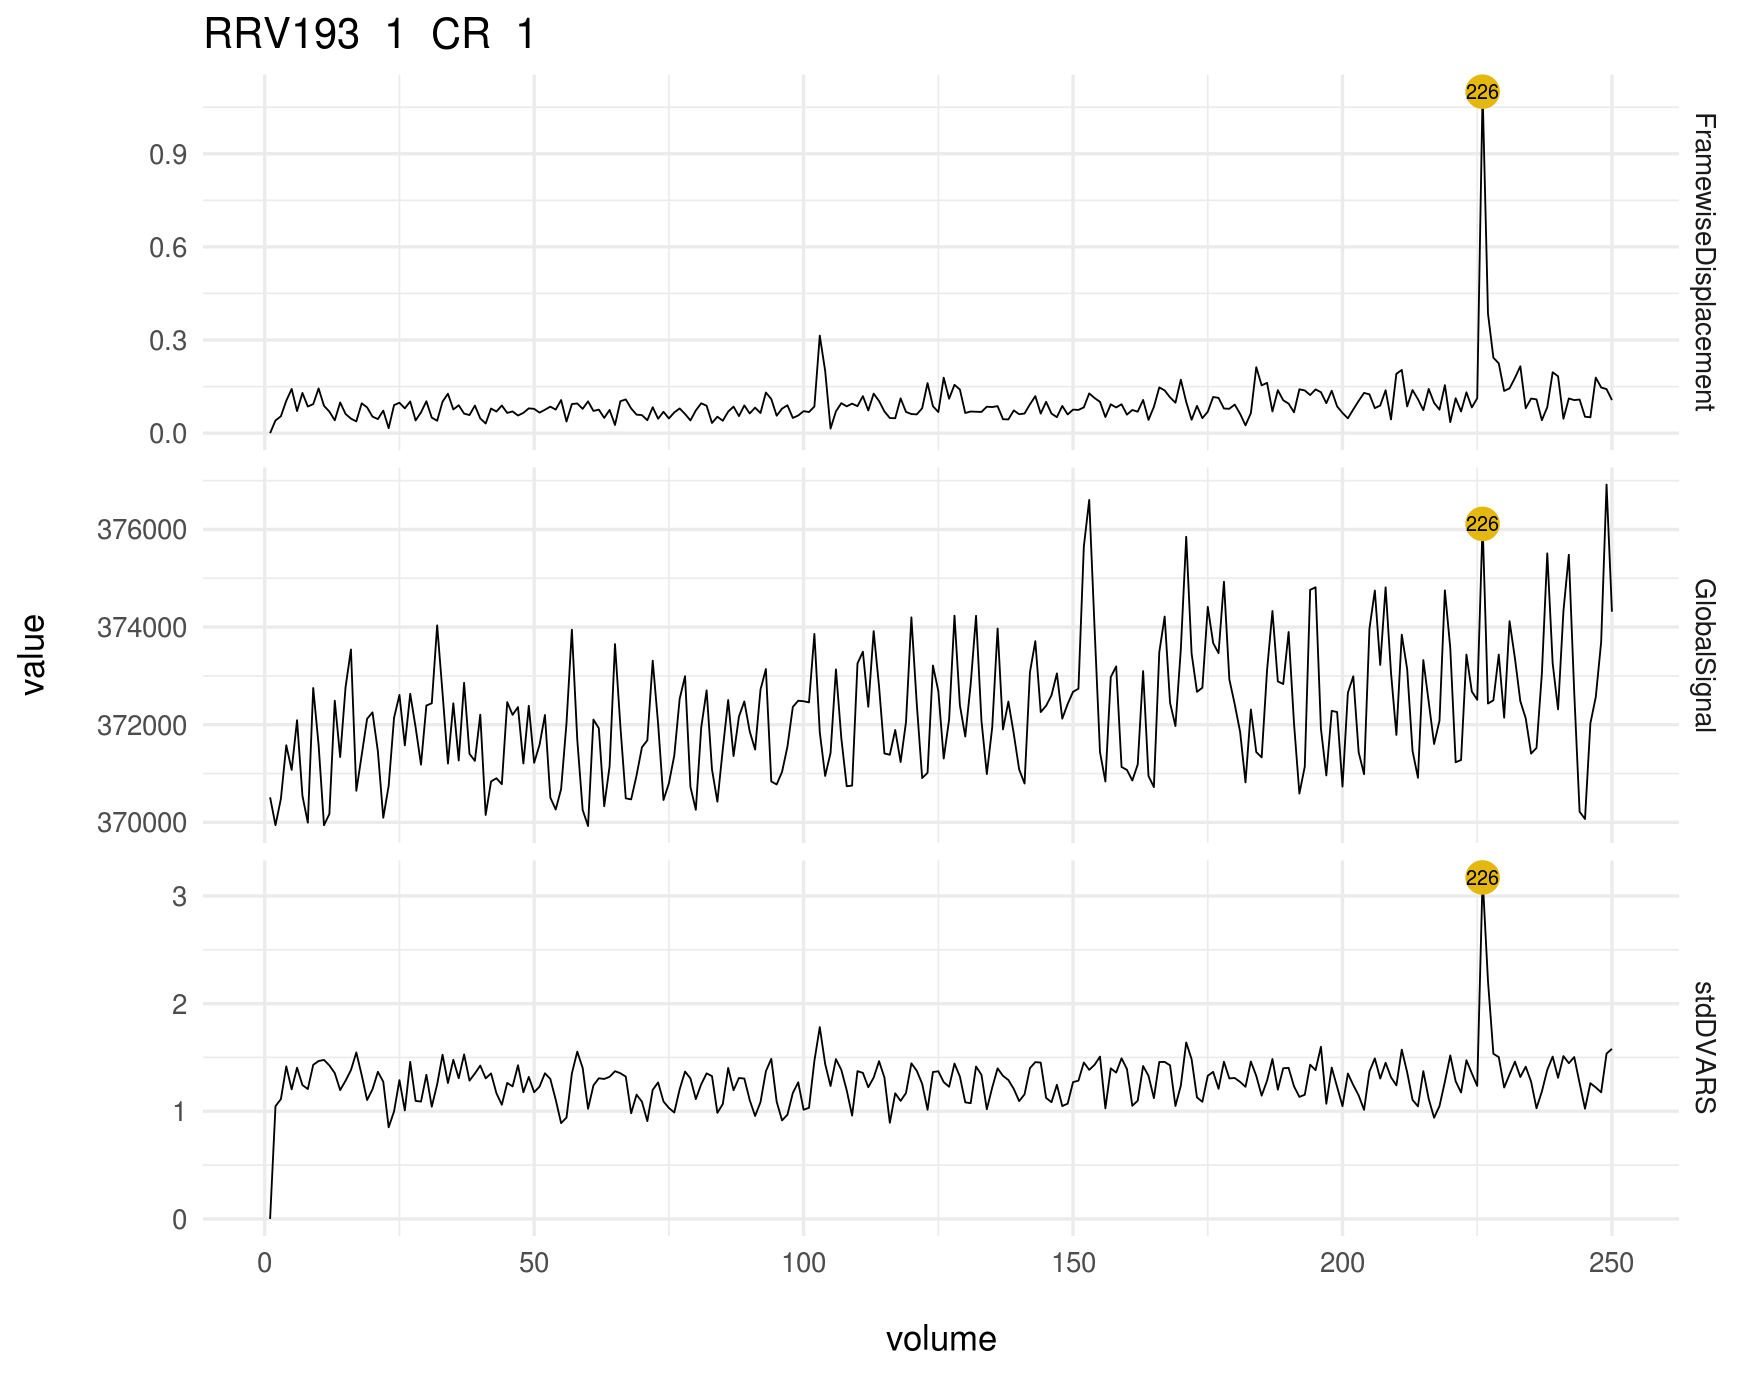 RRV193 1 CR 1
226
0.9
0.6
0.3
0.0
FramewiseDisplacement
226
376000
374000
372000
370000
GlobalSignal
value
226
3
2
1
0
stdDVARS
0 50 100 150 200 250
volume